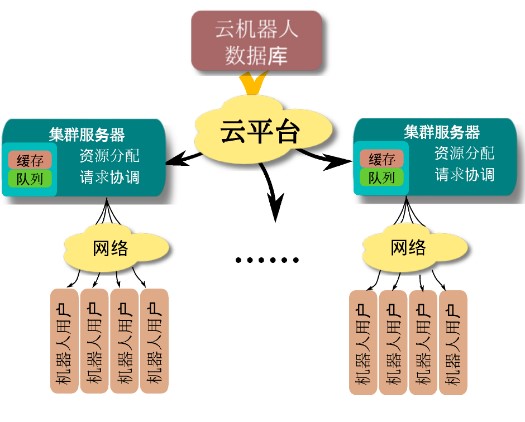 云机器人
数据库
云平台
集群服务器
缓存
队列
资源分配
请求协调
集群服务器
缓存
队列
资源分配
请求协调
......
网络
网络
机器人用户
机器人用户
机器人用户
机器人用户
机器人用户
机器人用户
机器人用户
机器人用户